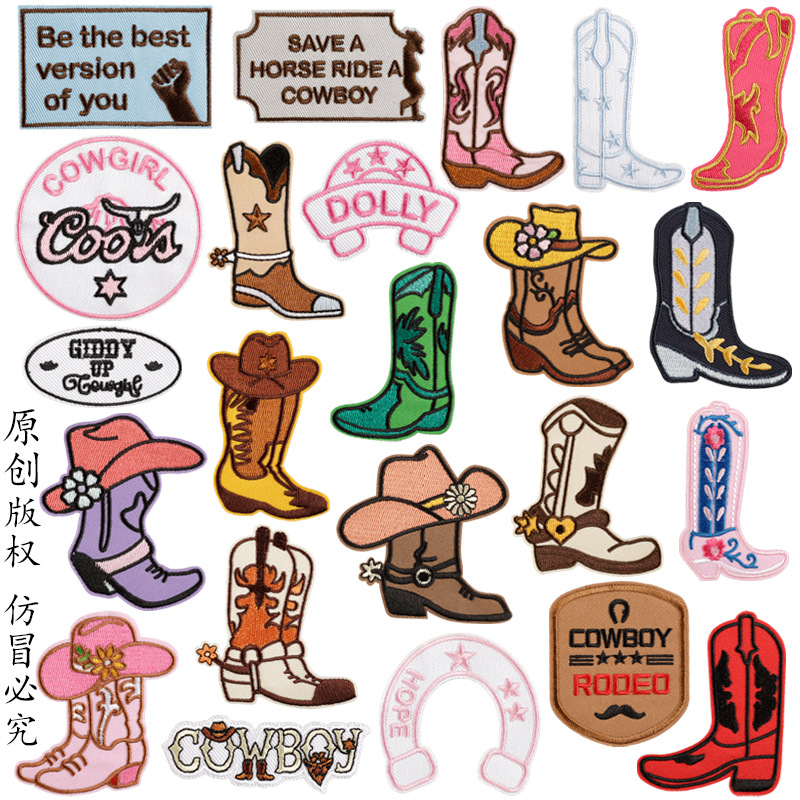 Be the best
version
of you
SAVE A
HORSE RIDE A
COWBOY
COWGIRL
Coors
DOLLY
GIDDY
UP
Cowgirl
原创版权 仿冒必究
HOPE
COWBOY
RODEO
COWBOY